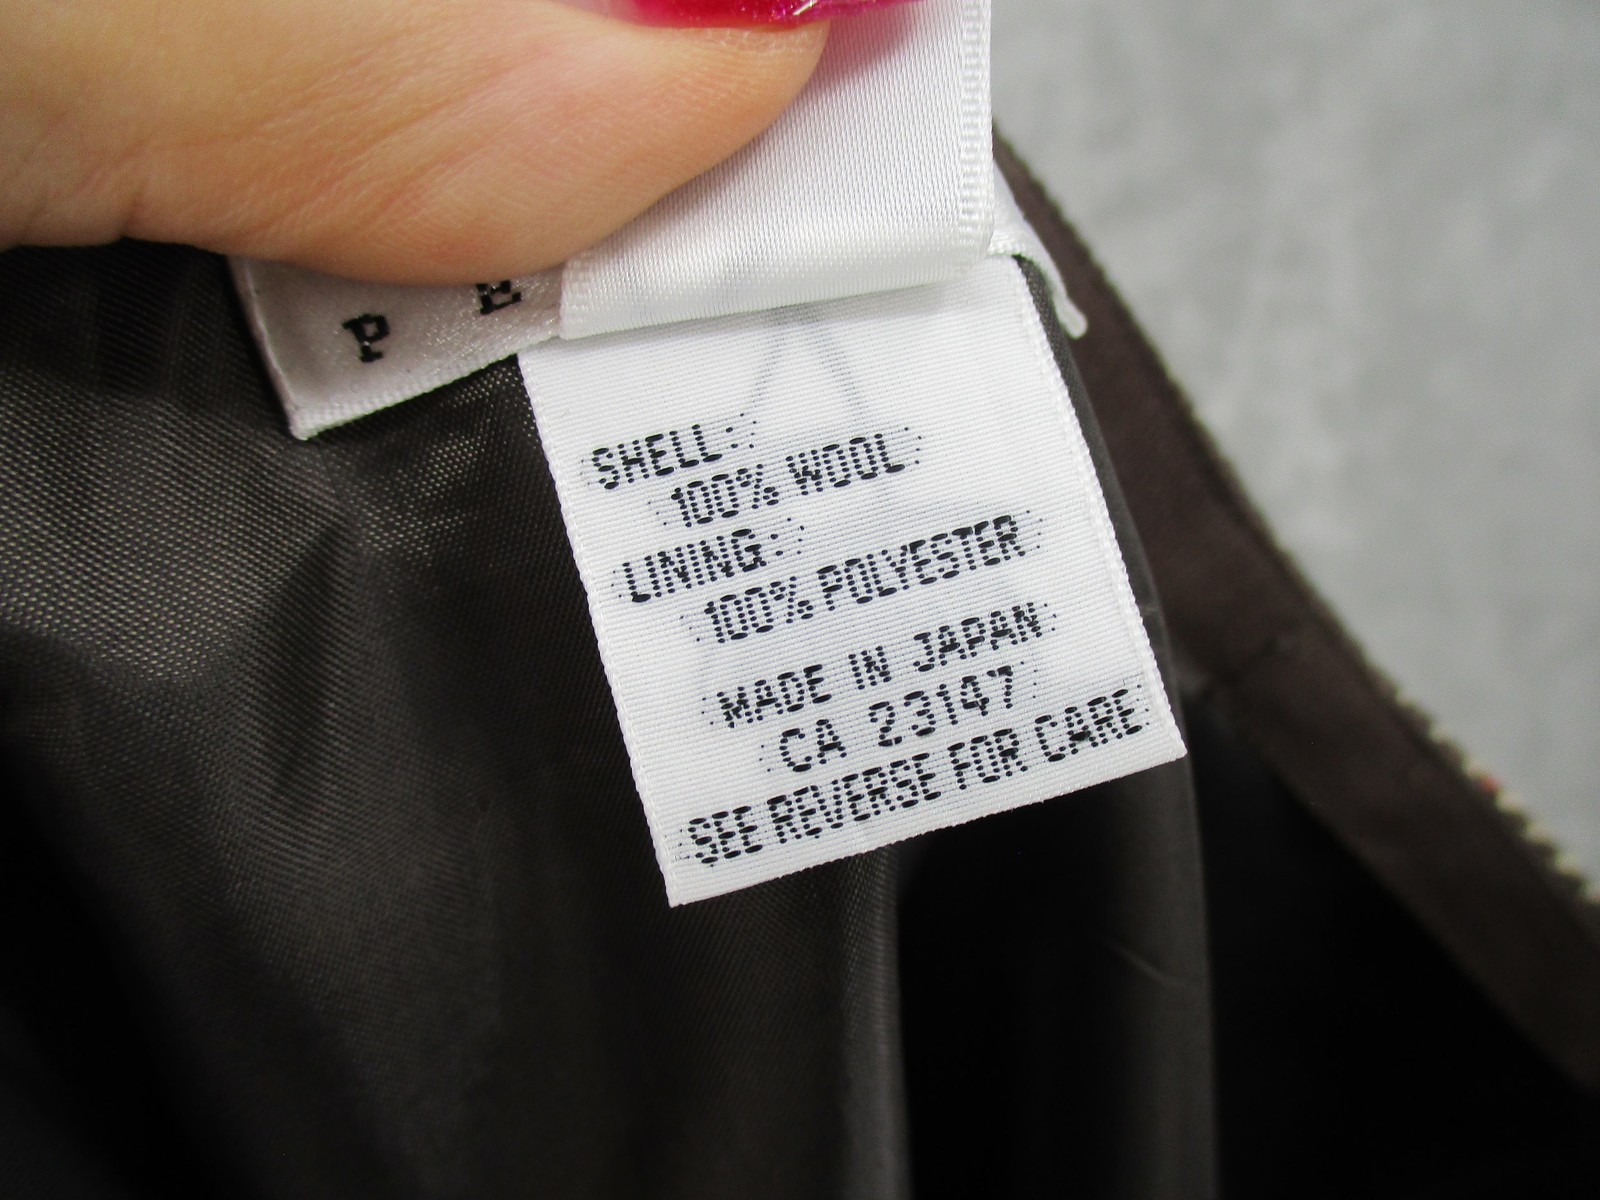 P E
SHELL:
100% WOOL
LINING:
100% POLYESTER
MADE IN JAPAN
CA 23147
SEE REVERSE FOR CARE